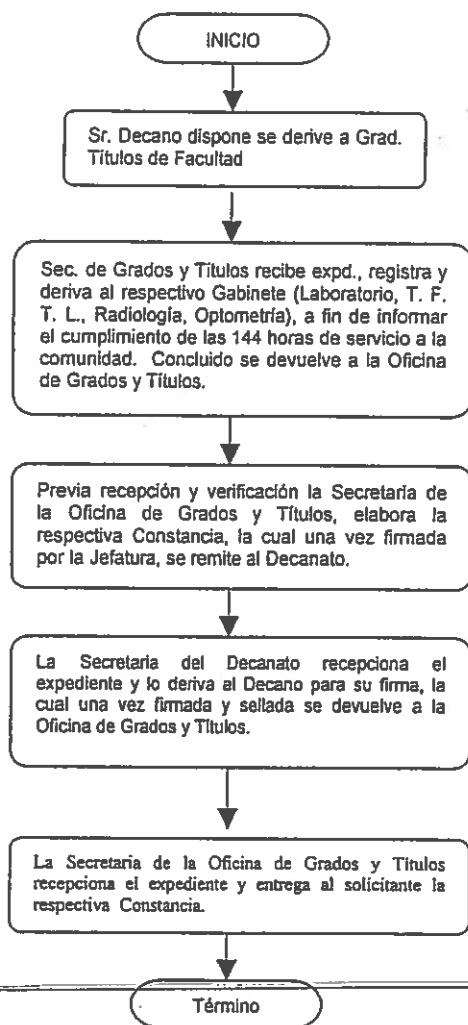 INICIO
Sr. Decano dispone se derive a Grad.
Títulos de Facultad
Sec. de Grados y Títulos recibe expd., registra y
deriva al respectivo Gabinete (Laboratorio, T. F.
T. L., Radiología, Optometría), a fin de informar
el cumplimiento de las 144 horas de servicio a la
comunidad. Concluido se devuelve a la Oficina
de Grados y Títulos.
Previa recepción y verificación la Secretaria de
la Oficina de Grados y Títulos, elabora la
respectiva Constancia, la cual una vez firmada
por la Jefatura, se remite al Decanato.
La Secretaria del Decanato recepciona el
expediente y lo deriva al Decano para su firma, la
cual una vez firmada y sellada se devuelve a la
Oficina de Grados y Títulos.
La Secretaria de la Oficina de Grados y Títulos
recepciona el expediente y entrega al solicitante la
respectiva Constancia.
Término